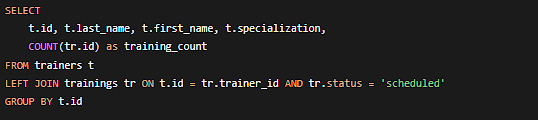 SELECT
    t.id, t.last_name, t.first_name, t.specialization,
    COUNT(tr.id) as training_count
FROM trainers t
LEFT JOIN trainings tr ON t.id = tr.trainer_id AND tr.status = 'scheduled'
GROUP BY t.id